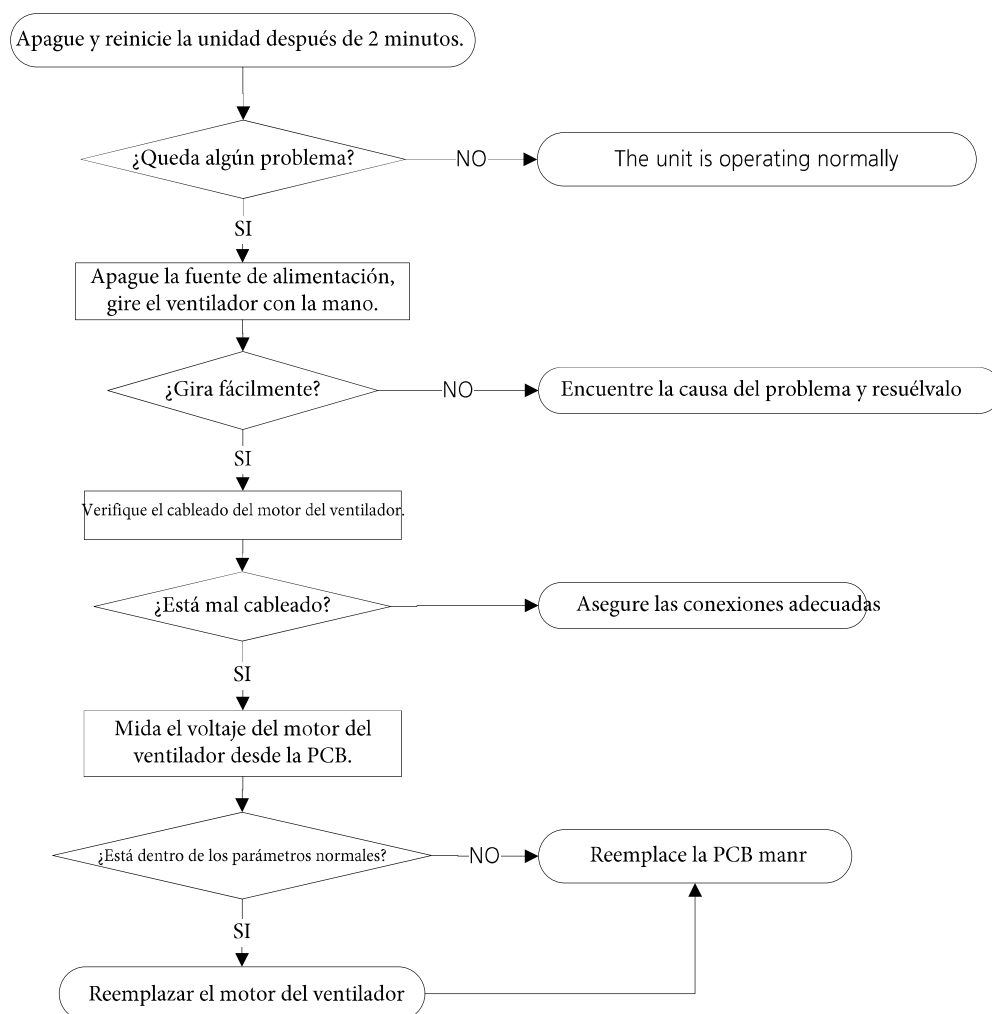 Apague y reinicie la unidad después de 2 minutos.
¿Queda algún problema?
NO
The unit is operating normally
SI
Apague la fuente de alimentación,
gire el ventilador con la mano.
¿Gira fácilmente?
NO
Encuentre la causa del problema y resuélvalo
SI
Verifique el cableado del motor del ventilador.
¿Está mal cableado?
Asegure las conexiones adecuadas
SI
Mida el voltaje del motor del
ventilador desde la PCB.
¿Está dentro de los parámetros normales?
NO
Reemplace la PCB manr
SI
Reemplazar el motor del ventilador